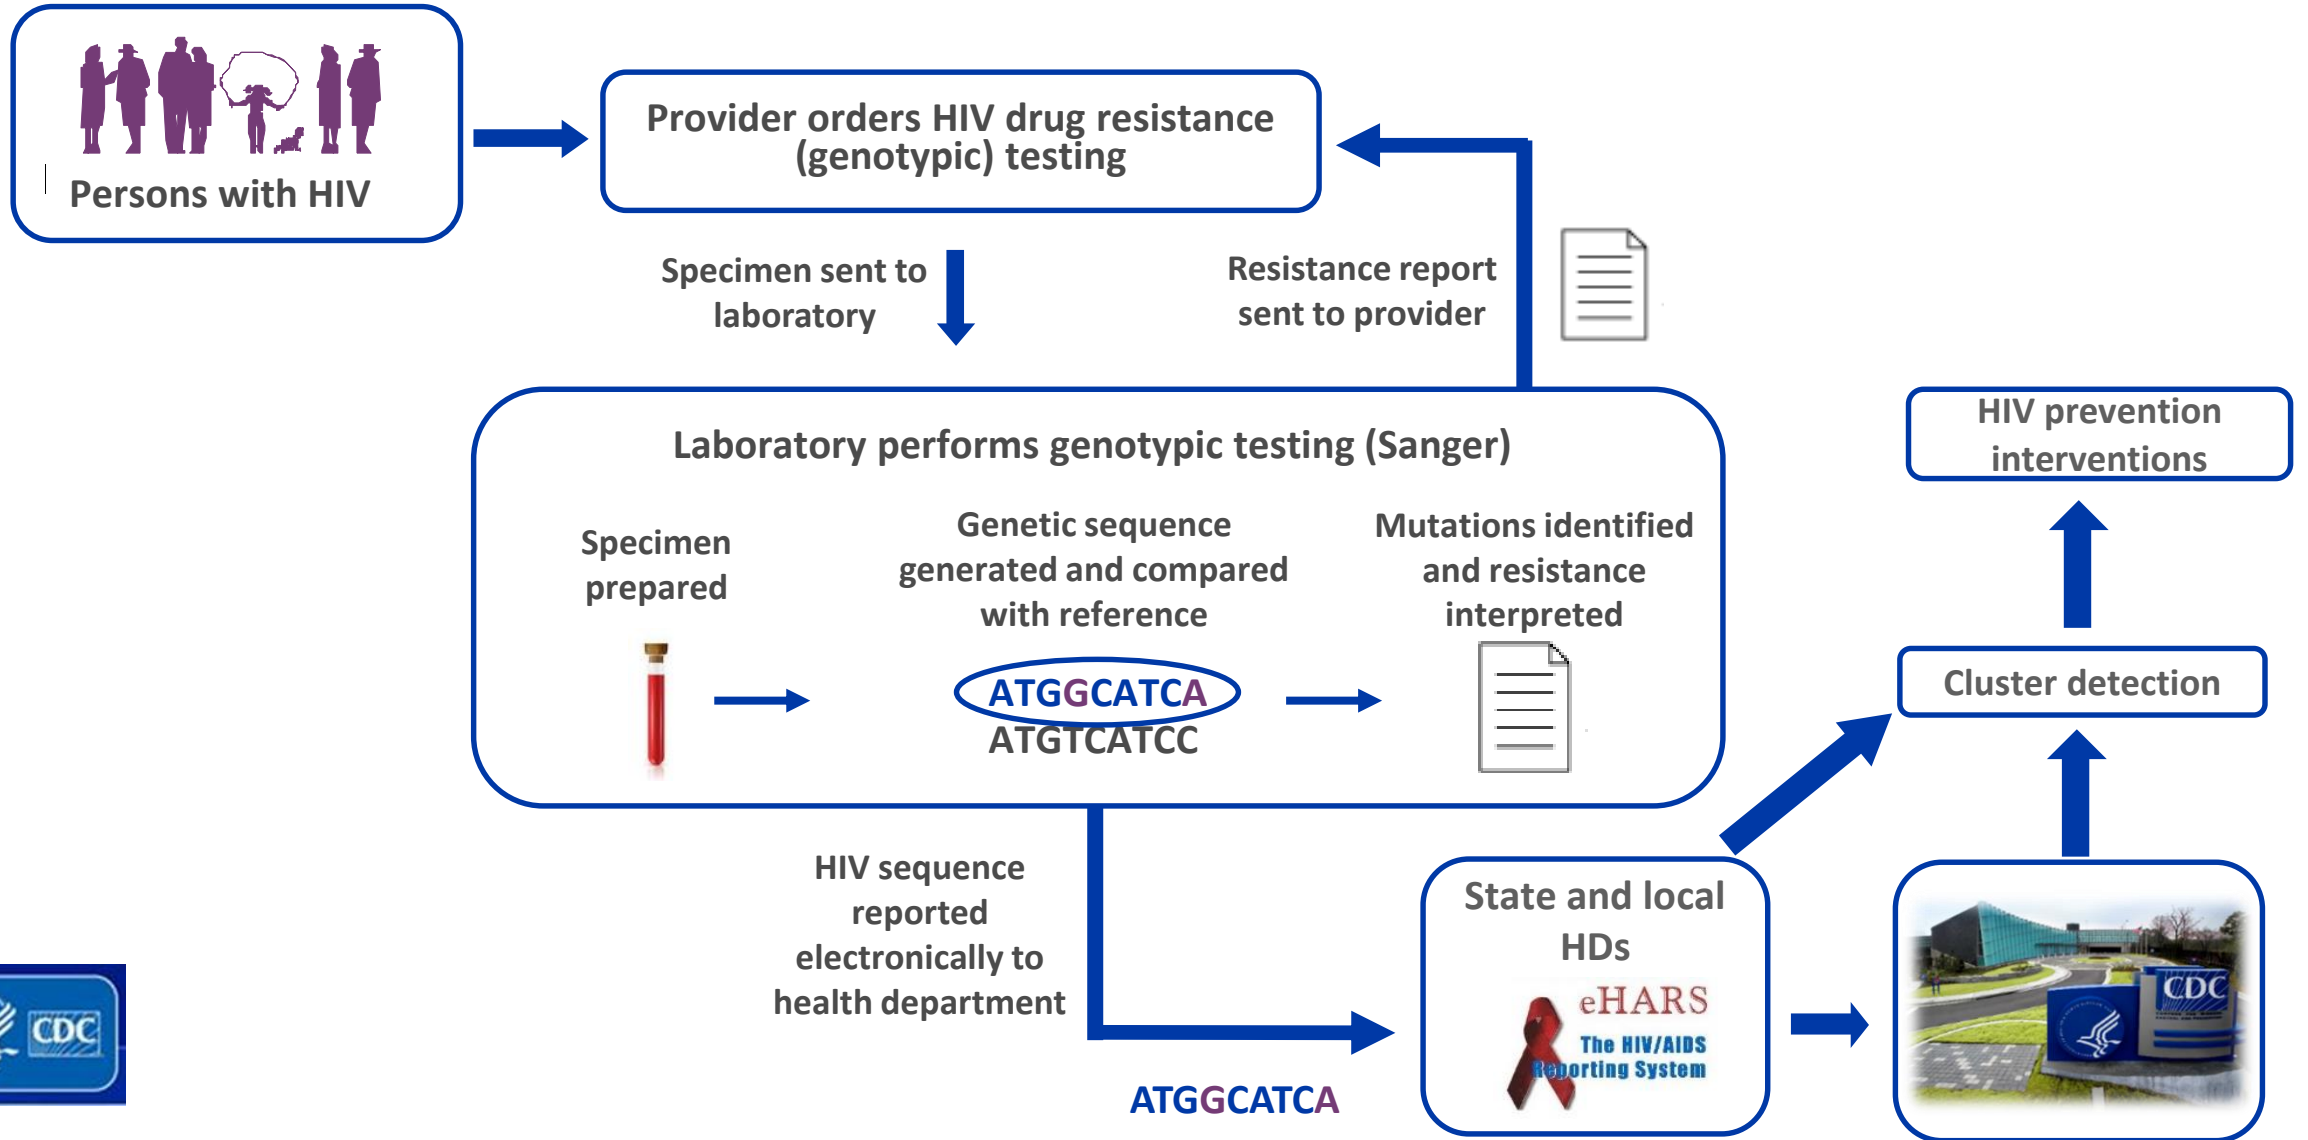 Persons with HIV
Provider orders HIV drug resistance
(genotypic) testing
Specimen sent to
laboratory
Resistance report
sent to provider
Laboratory performs genotypic testing (Sanger)
Specimen
prepared
Genetic sequence
generated and compared
with reference
ATGGCATCA
ATGTCATCC
Mutations identified
and resistance
interpreted
HIV prevention
interventions
Cluster detection
HIV sequence
reported
electronically to
health department
ATGGCATCA
State and local
HDs
eHARS
The HIV/AIDS
Reporting System
CDC
CDC